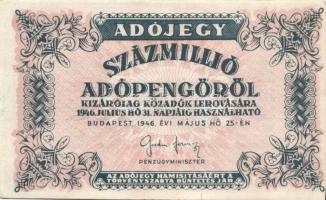 ADÓJEGY
SZÁZMILLIÓ
ADÓPENGŐRŐL
KIZÁRÓLAG KÖZADÓK LEROVÁSÁRA
1946. JULIUS HÓ 31. NAPJÁIG HASZNÁLHATÓ
BUDAPEST, 1946. ÉVI MÁJUS HÓ 25-ÉN
PÉNZÜGYMINISZTER
AZ ADÓJEGY HAMISÍTÁSÁÉRT A
TÖRVÉNYSZABTA BÜNTETÉS JÁR